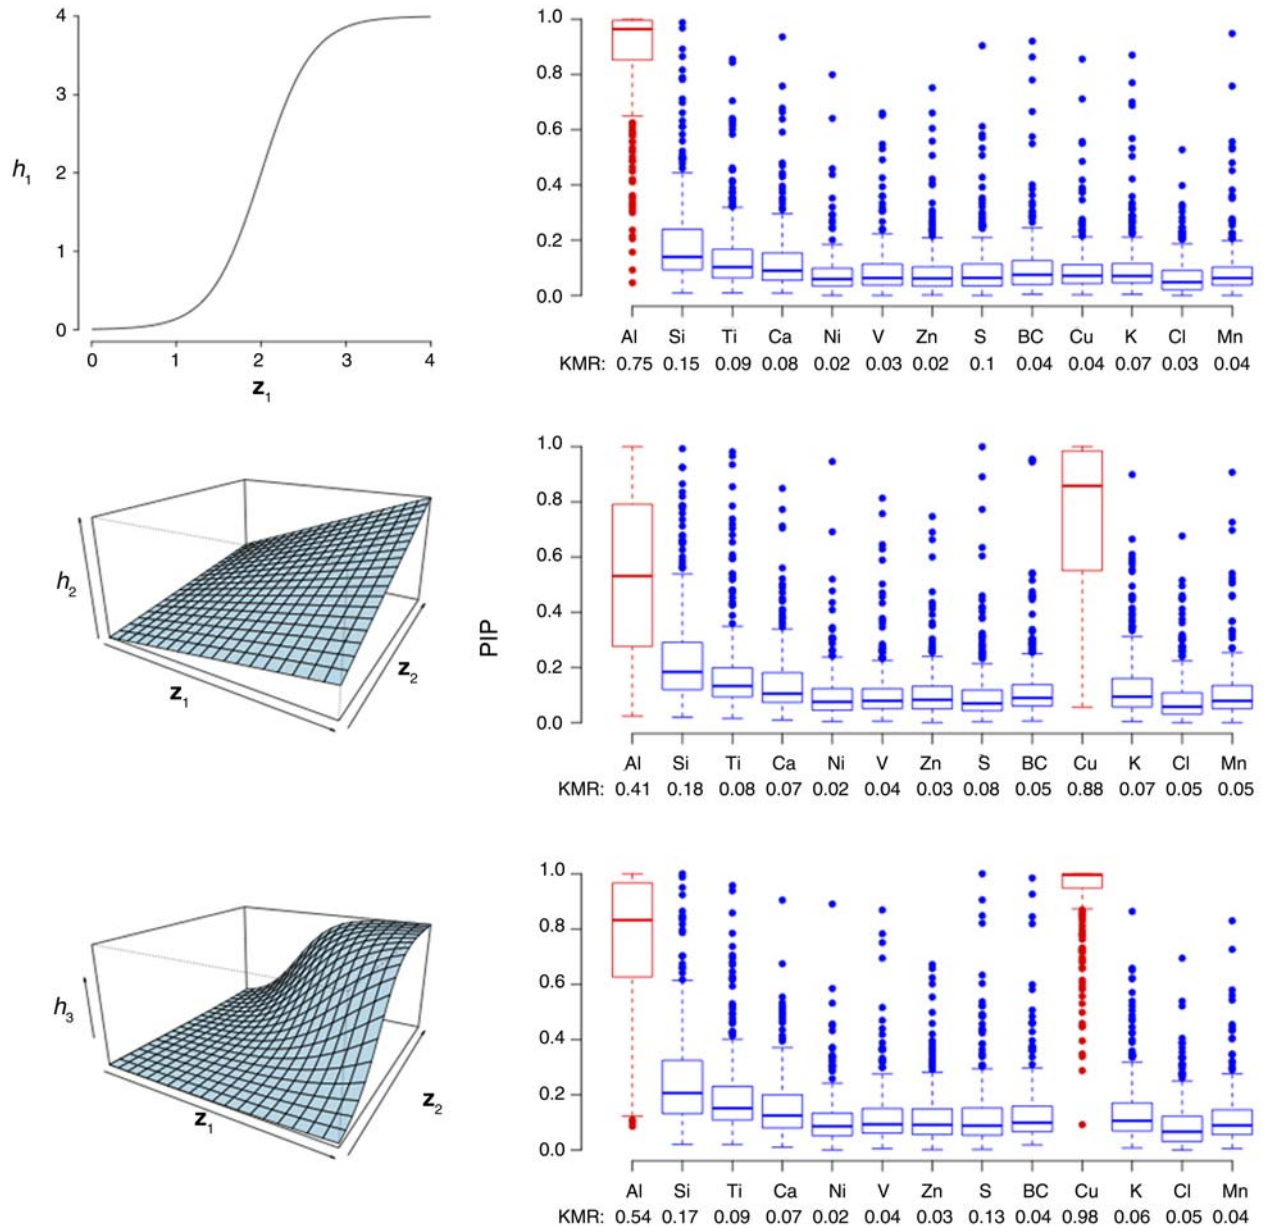 4
3
h1
2
1
0
0 1 2 3 4
z1
1.0
0.8
0.6
0.4
0.2
0.0
Al Si Ti Ca Ni V Zn S BC Cu K Cl Mn
KMR: 0.75 0.15 0.09 0.08 0.02 0.03 0.02 0.1 0.04 0.04 0.07 0.03 0.04
h2
z1
z2
PIP
1.0
0.8
0.6
0.4
0.2
0.0
Al Si Ti Ca Ni V Zn S BC Cu K Cl Mn
KMR: 0.41 0.18 0.08 0.07 0.02 0.04 0.03 0.08 0.05 0.88 0.07 0.05 0.05
h3
z1
z2
1.0
0.8
0.6
0.4
0.2
0.0
Al Si Ti Ca Ni V Zn S BC Cu K Cl Mn
KMR: 0.54 0.17 0.09 0.07 0.02 0.04 0.03 0.13 0.04 0.98 0.06 0.05 0.04